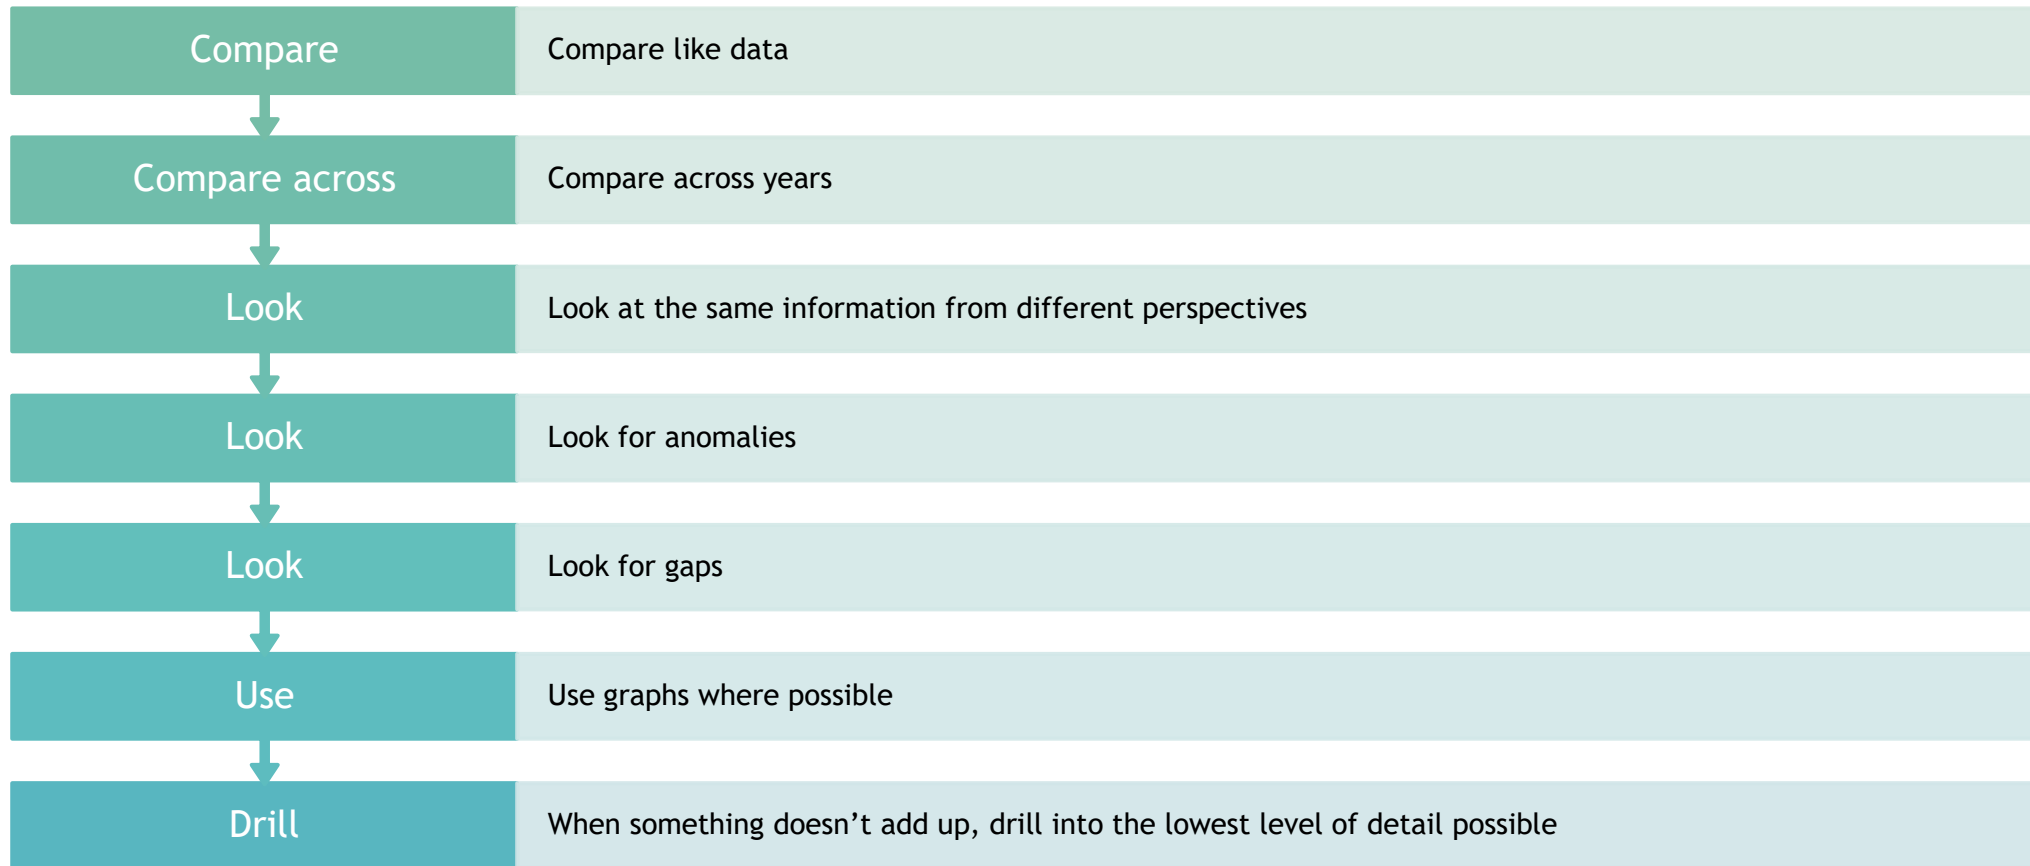 Compare
Compare like data
Compare across
Compare across years
Look
Look at the same information from different perspectives
Look
Look for anomalies
Look
Look for gaps
Use
Use graphs where possible
Drill
When something doesn’t add up, drill into the lowest level of detail possible